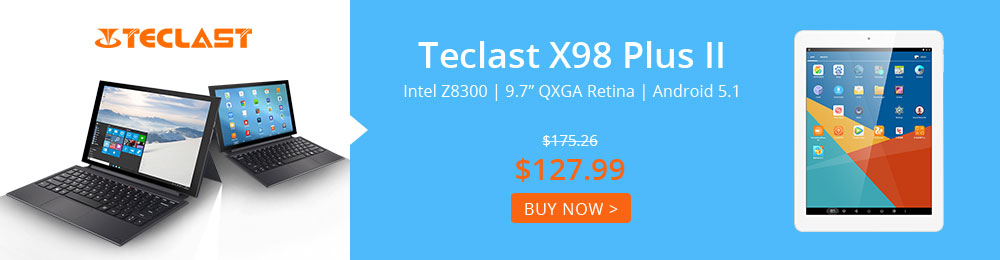 TECLAST
Teclast X98 Plus II
Intel Z8300 | 9.7” QXGA Retina | Android 5.1
$175.26
$127.99
BUY NOW >